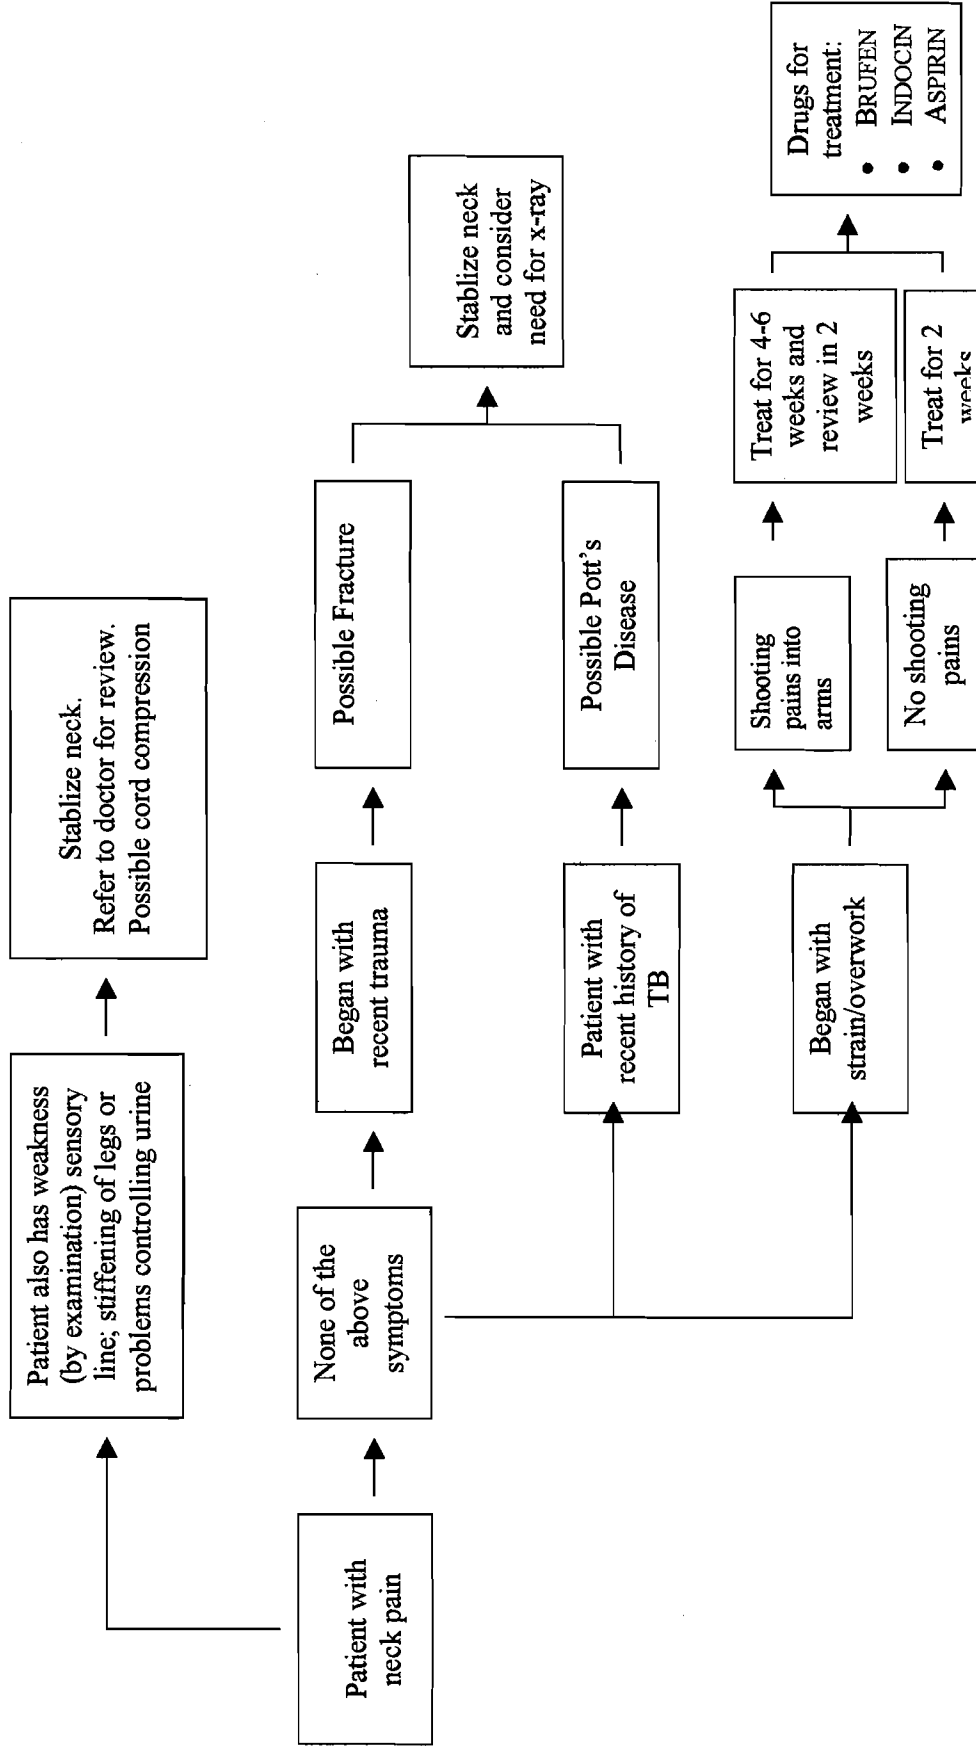 Patient with
neck pain
Patient also has weakness
(by examination) sensory
line; stiffening of legs or
problems controlling urine
Stablize neck.
Refer to doctor for review.
Possible cord compression
None of the
above
symptoms
Began with
recent trauma
Possible Fracture
Patient with
recent history of
TB
Possible Pott's
Disease
Stablize neck
and consider
need for x-ray
Began with
strain/overwork
Shooting
pains into
arms
Treat for 4-6
weeks and
review in 2
weeks
No shooting
pains
Treat for 2
weeks
Drugs for
treatment:
• BRUFEN
• INDOCIN
• ASPIRIN